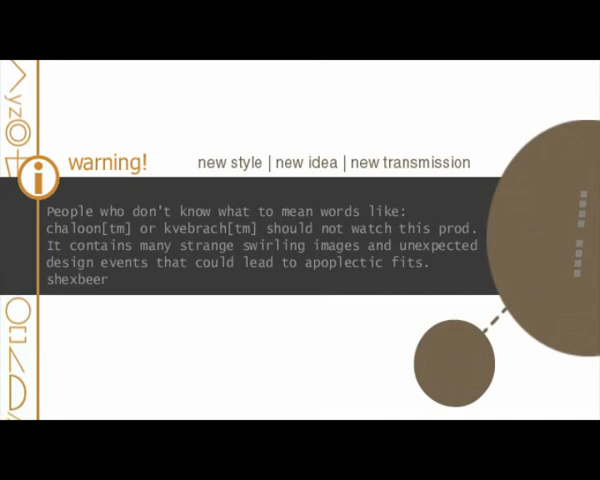 warning!
new style | new idea | new transmission
People who don't know what to mean words like:
chaloon[tm] or kvebrach[tm] should not watch this prod.
It contains many strange swirling images and unexpected
design events that could lead to apoplectic fits.
shexbeer